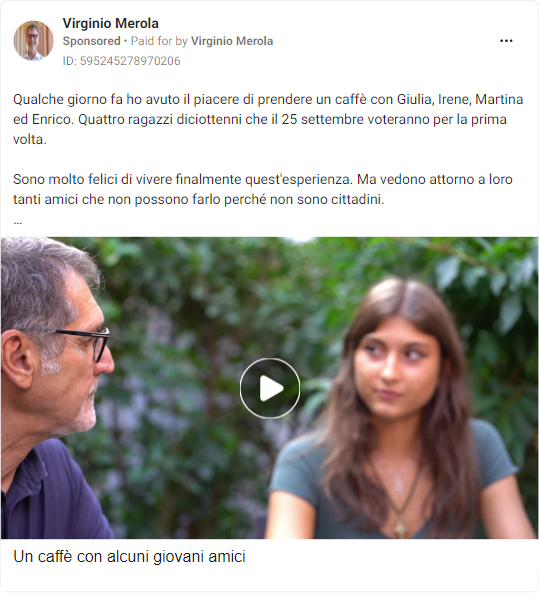 Virginio Merola
Sponsored • Paid for by Virginio Merola
ID: 595245278970206
Qualche giorno fa ho avuto il piacere di prendere un caffè con Giulia, Irene, Martina
ed Enrico. Quattro ragazzi diciottenni che il 25 settembre voteranno per la prima
volta.
Sono molto felici di vivere finalmente quest'esperienza. Ma vedono attorno a loro
tanti amici che non possono farlo perché non sono cittadini.
...
Un caffè con alcuni giovani amici